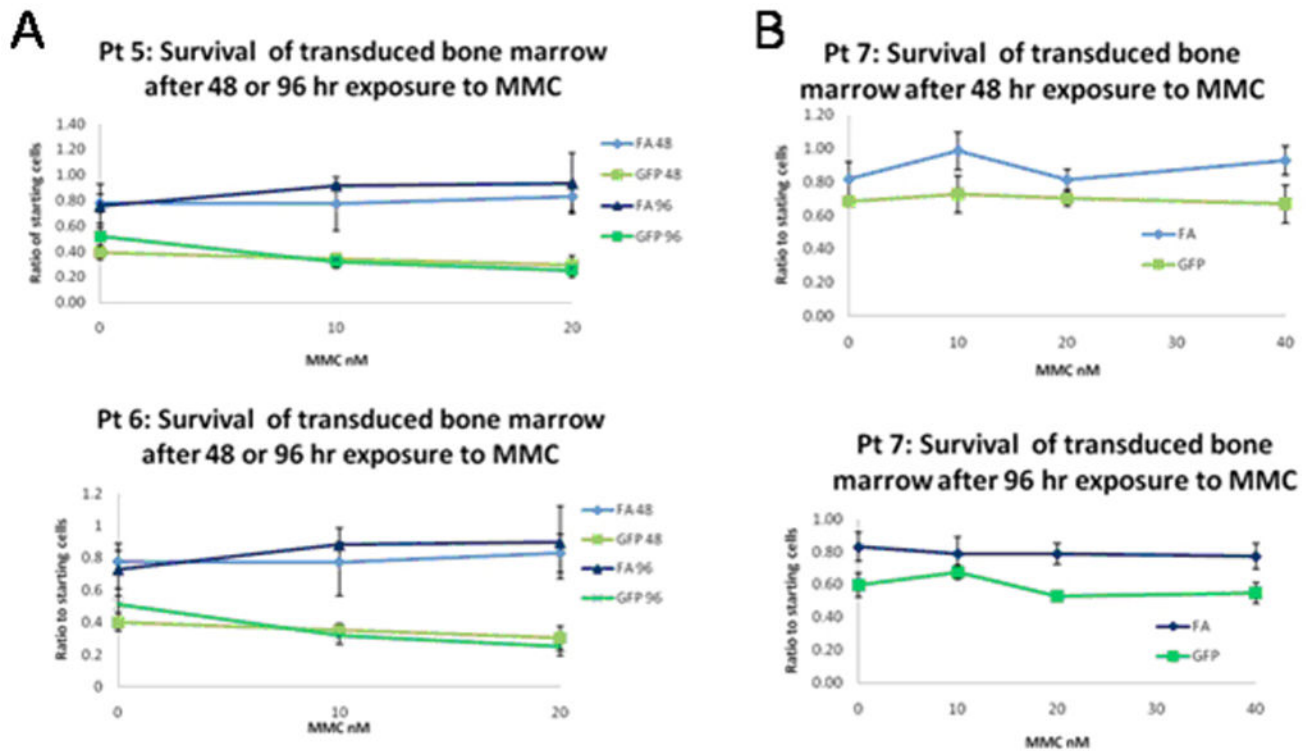 A
Pt 5: Survival of transduced bone marrow
after 48 or 96 hr exposure to MMC
Ratio of starting cells
1.40
1.20
1.00
0.80
0.60
0.40
0.20
0.00
0
10
20
MMC nM
FA 48
GFP 48
FA 96
GFP 96
Pt 6: Survival of transduced bone marrow
after 48 or 96 hr exposure to MMC
Ratio to starting cells
1.2
1
0.8
0.6
0.4
0.2
0
0
10
20
MMC nM
FA 48
GFP 48
FA 96
GFP 96
B
Pt 7: Survival of transduced bone
marrow after 48 hr exposure to MMC
Ratio to stating cells
1.20
1.00
0.80
0.60
0.40
0.20
0.00
0
10
20
30
40
MMC nM
FA
GFP
Pt 7: Survival of transduced bone
marrow after 96 hr exposure to MMC
Ratio to starting cells
1.00
0.80
0.60
0.40
0.20
0.00
0
10
20
30
40
MMC nM
FA
GFP